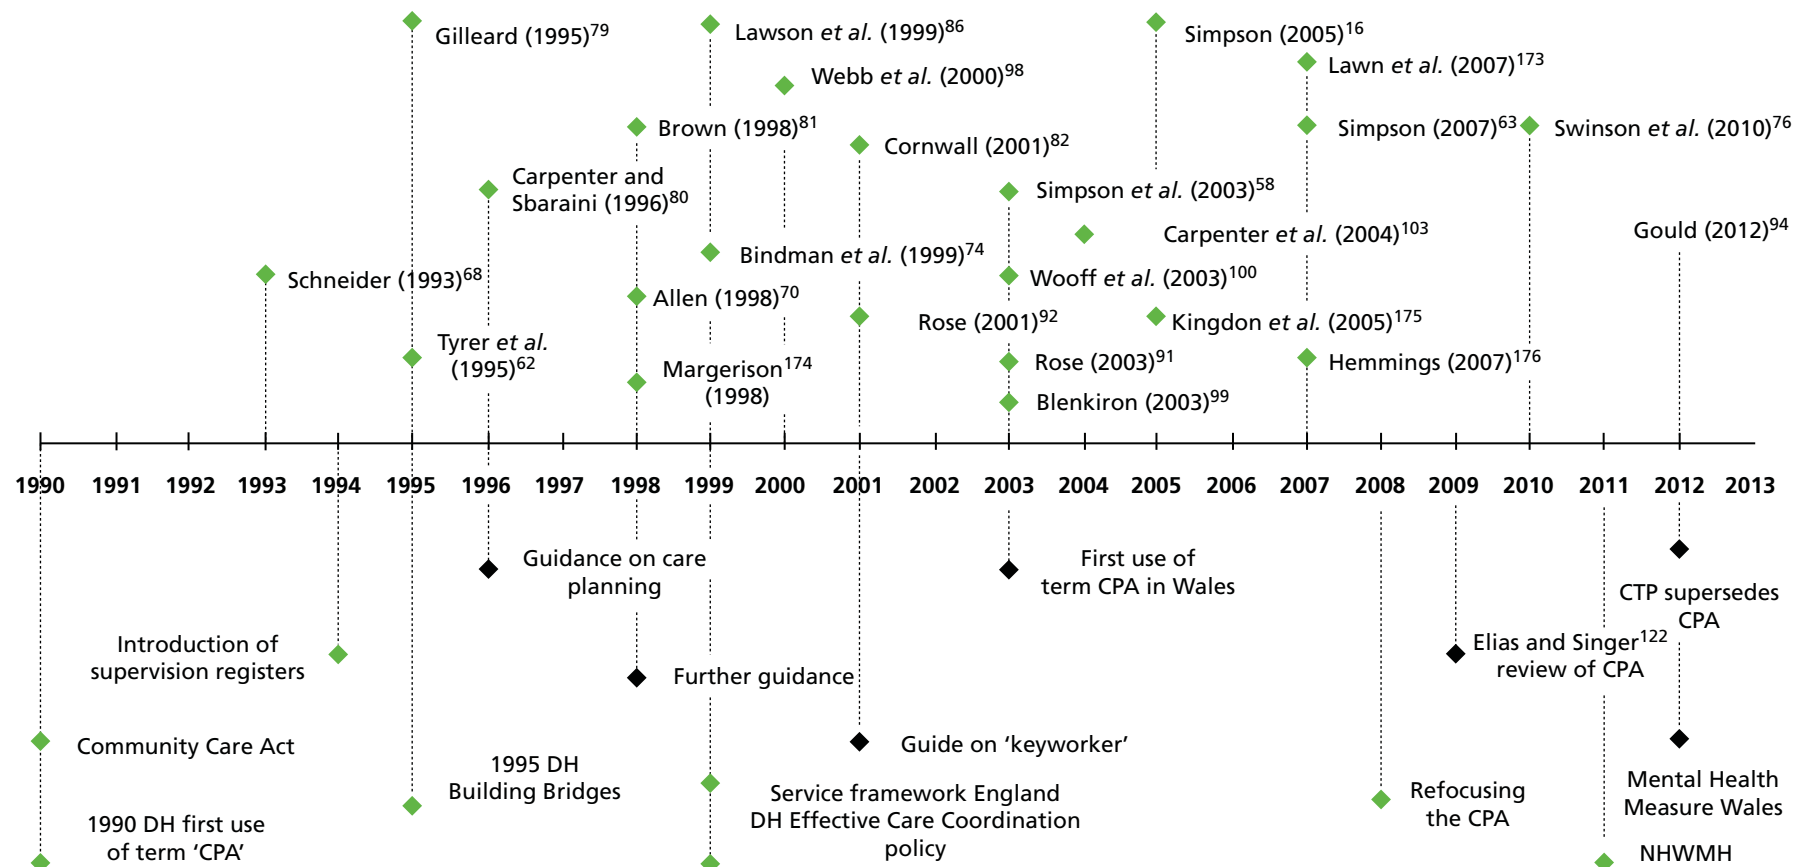 Gilleard (1995)79
Lawson et al. (1999)86
Simpson (2005)16
Lawn et al. (2007)173
Webb et al. (2000)98
Brown (1998)81
Simpson (2007)63
Swinson et al. (2010)76
Cornwall (2001)82
Carpenter and
Sbaraini (1996)80
Simpson et al. (2003)58
Carpenter et al. (2004)103
Gould (2012)94
Bindman et al. (1999)74
Schneider (1993)68
Wooff et al. (2003)100
Allen (1998)70
Rose (2001)92
Kingdon et al. (2005)175
Tyrer et al.
(1995)62
Rose (2003)91
Hemmings (2007)176
Margerison174
(1998)
Blenkiron (2003)99
1990 1991 1992 1993 1994 1995 1996 1997 1998 1999 2000 2001 2002 2003 2004 2005 2006 2007 2008 2009 2010 2011 2012 2013
Guidance on care
planning
First use of
term CPA in Wales
CTP supersedes
CPA
Introduction of
supervision registers
Elias and Singer122
review of CPA
Further guidance
Community Care Act
Guide on ‘keyworker’
1995 DH
Building Bridges
Service framework England
DH Effective Care Coordination
policy
Refocusing
the CPA
Mental Health
Measure Wales
1990 DH first use
of term ‘CPA’
NHWMH